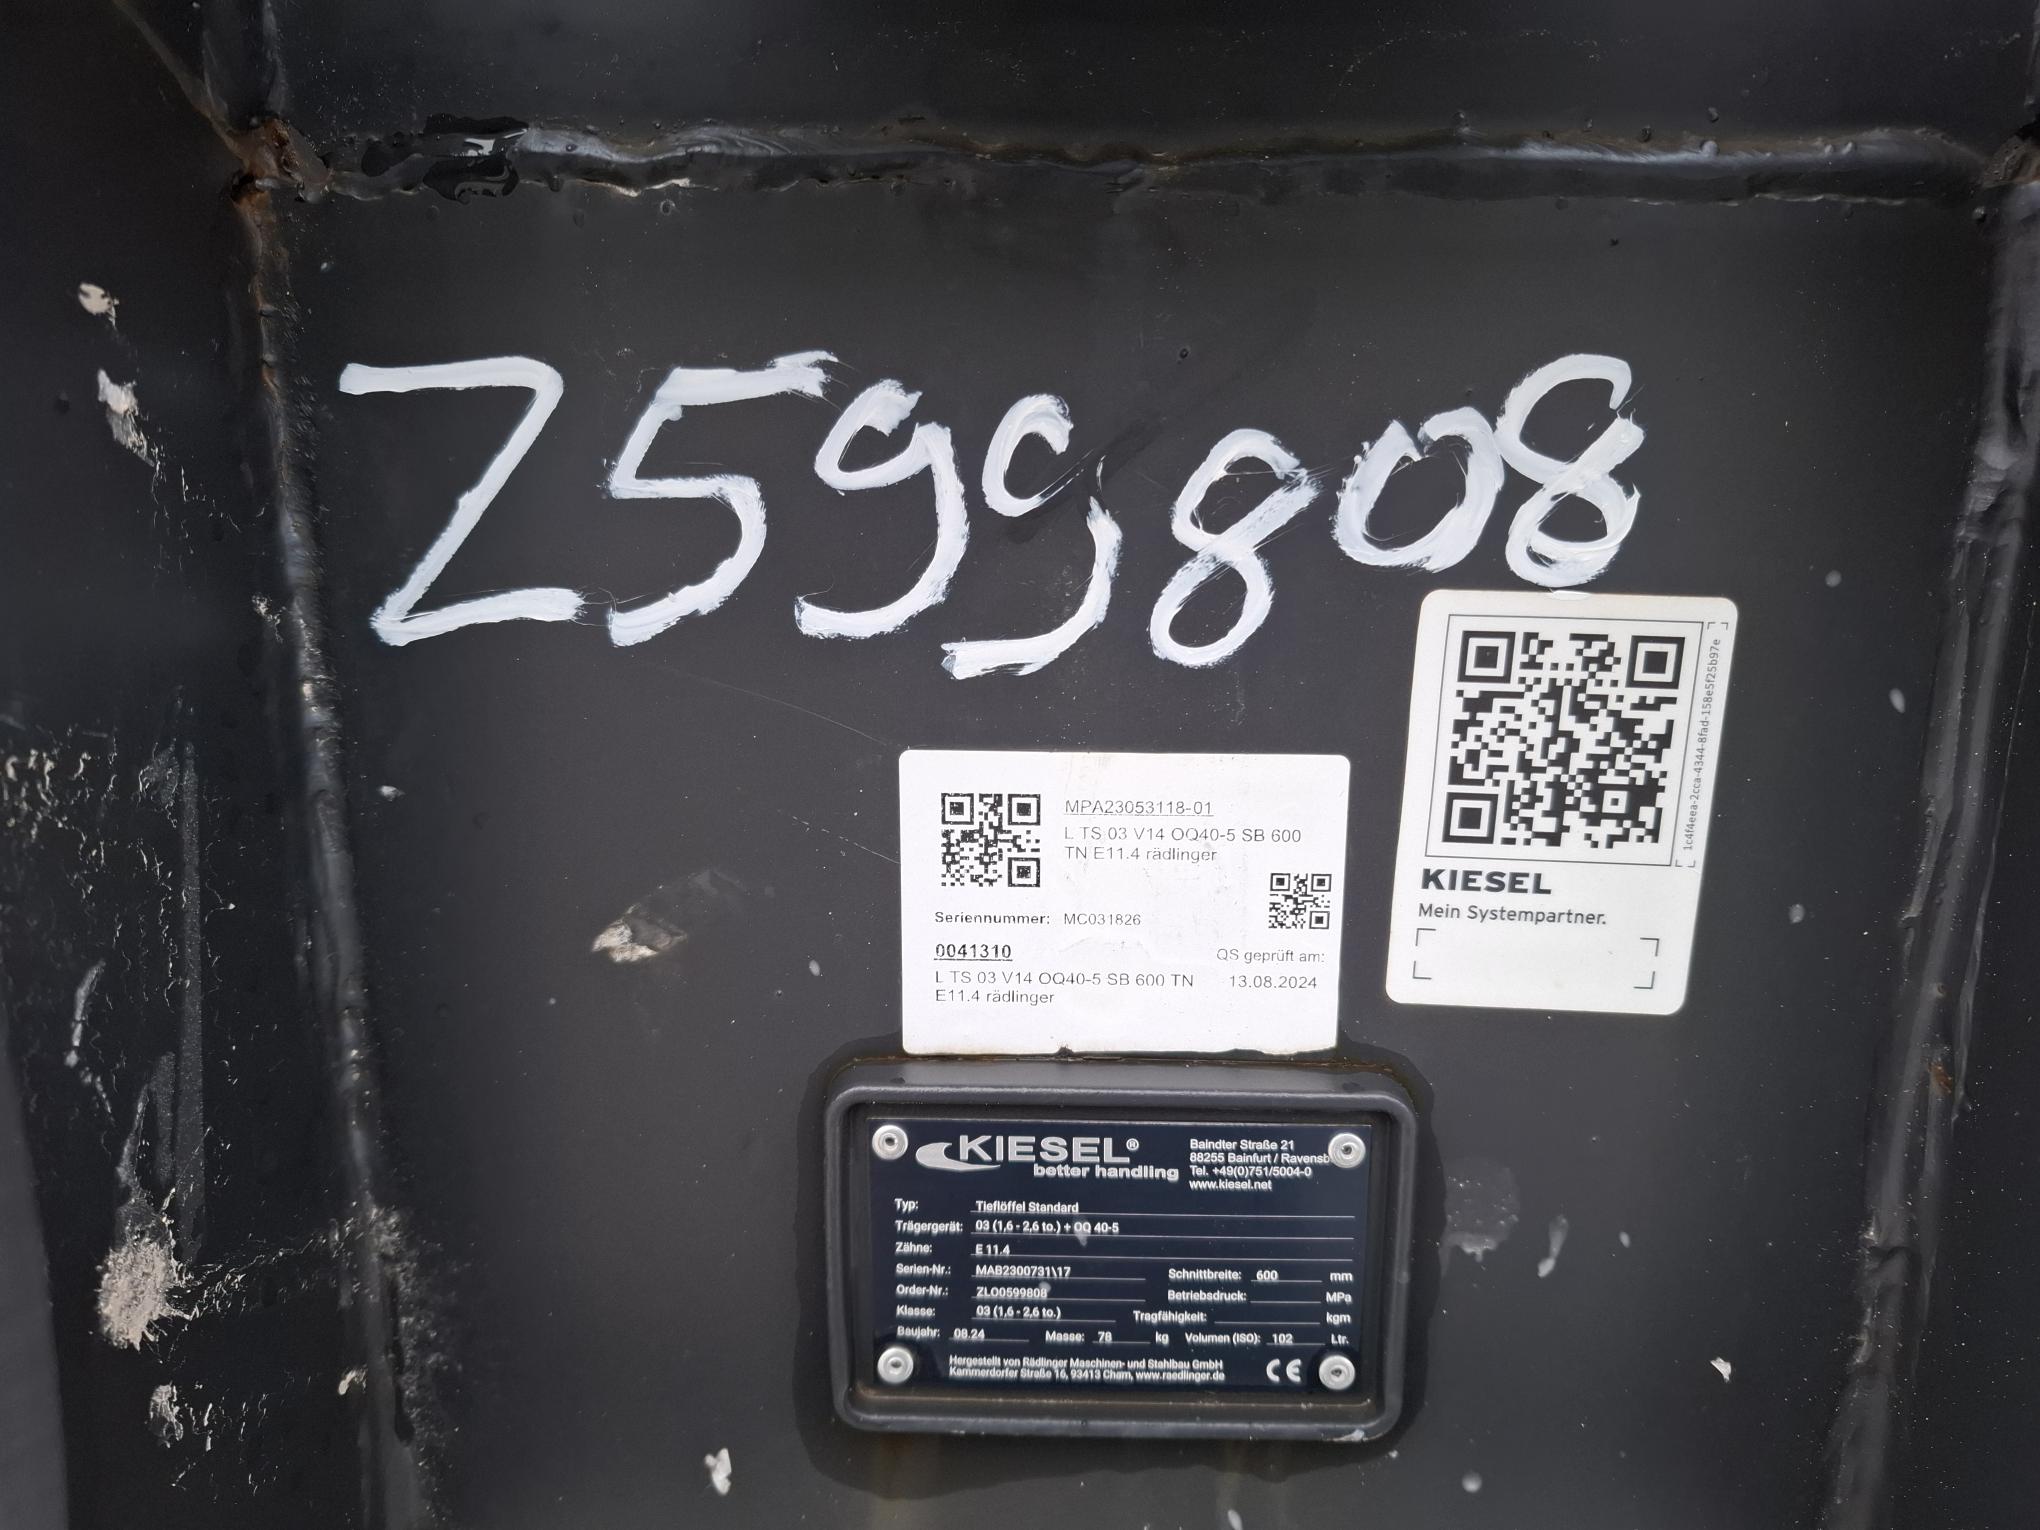 Z599808
1c4f4eea-2cca-4344-8fad-158e5f25b97e
KIESEL
Mein Systempartner.
MPA23053118-01
L TS 03 V14 OQ40-5 SB 600
TN E11.4 rädlinger
Seriennummer: MC031826
0041310
QS geprüft am:
L TS 03 V14 OQ40-5 SB 600 TN 13.08.2024
E11.4 rädlinger
KIESEL®
better handling
Baindter Straße 21
88255 Bainfurt / Ravensb
Tel. +49(0)751/5004-0
www.kiesel.net
Typ: Tieflöffel Standard
Trägergerät: 03 (1,6 - 2,6 to.) + OQ 40-5
Zähne: E 11.4
Serien-Nr.: MAB2300731\17 Schnittbreite: 600 mm
Order-Nr.: ZLO0599808 Betriebsdruck: MPa
Klasse: 03 (1,6 - 2,6 to.) Tragfähigkeit: kgm
Baujahr: 08.24 Masse: 78 kg Volumen (ISO): 102 Ltr.
Hergestellt von Rädlinger Maschinen- und Stahlbau GmbH
Kammerdorfer Straße 16, 93413 Cham, www.raedlinger.de
CE